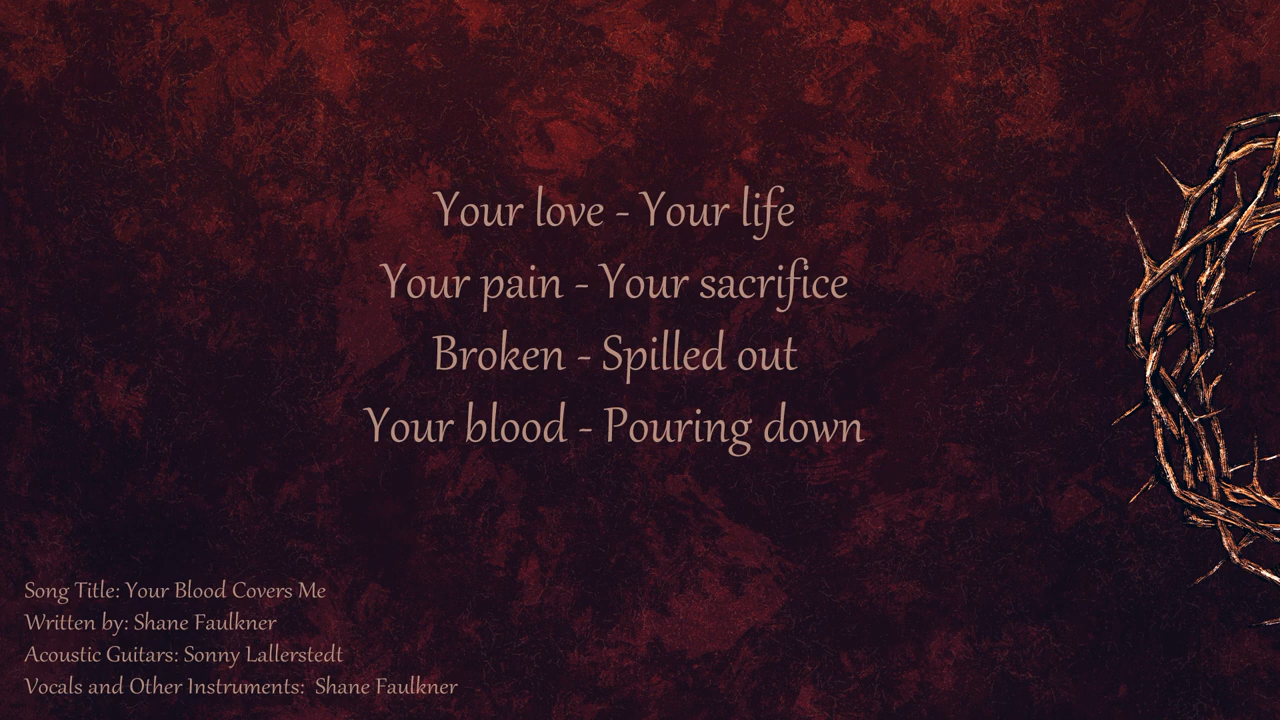 Your love - Your life
Your pain - Your sacrifice
Broken - Spilled out
Your blood - Pouring down
Song Title: Your Blood Covers Me
Written by: Shane Faulkner
Acoustic Guitars: Sonny Lallerstedt
Vocals and Other Instruments:  Shane Faulkner